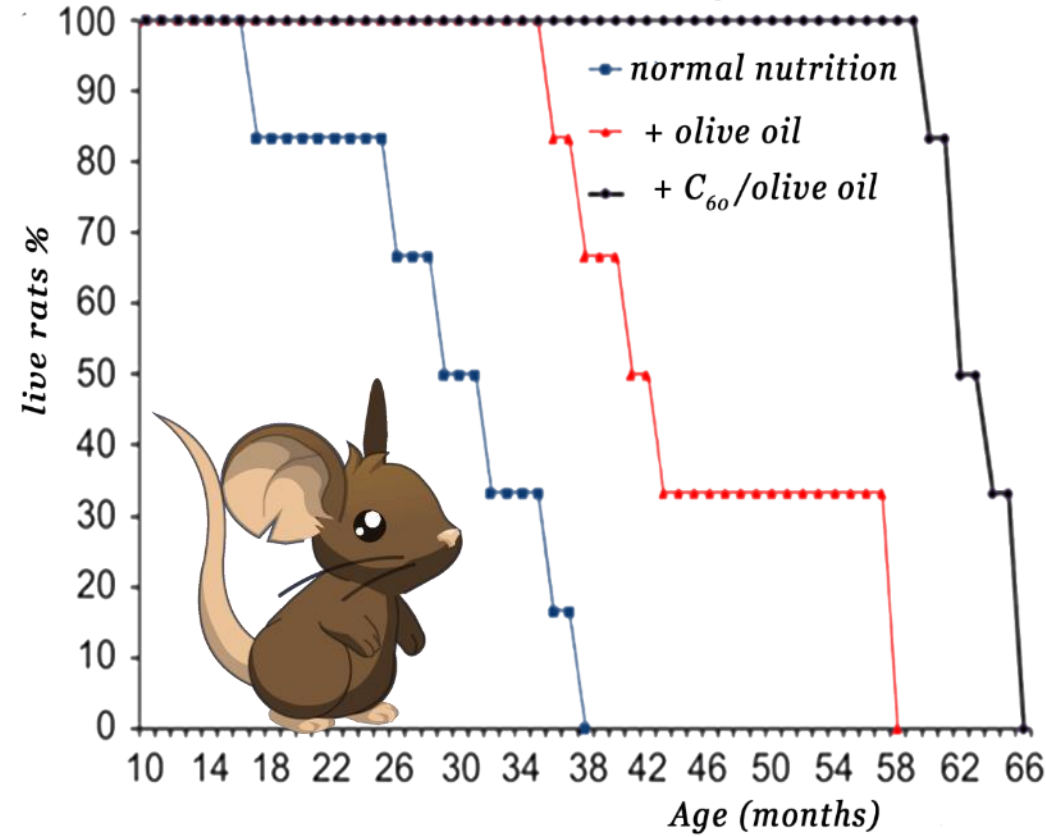 100
90
80
70
60
50
40
30
20
10
0
live rats %
normal nutrition
+ olive oil
+ C₆₀/olive oil
10 14 18 22 26 30 34 38 42 46 50 54 58 62 66
Age (months)